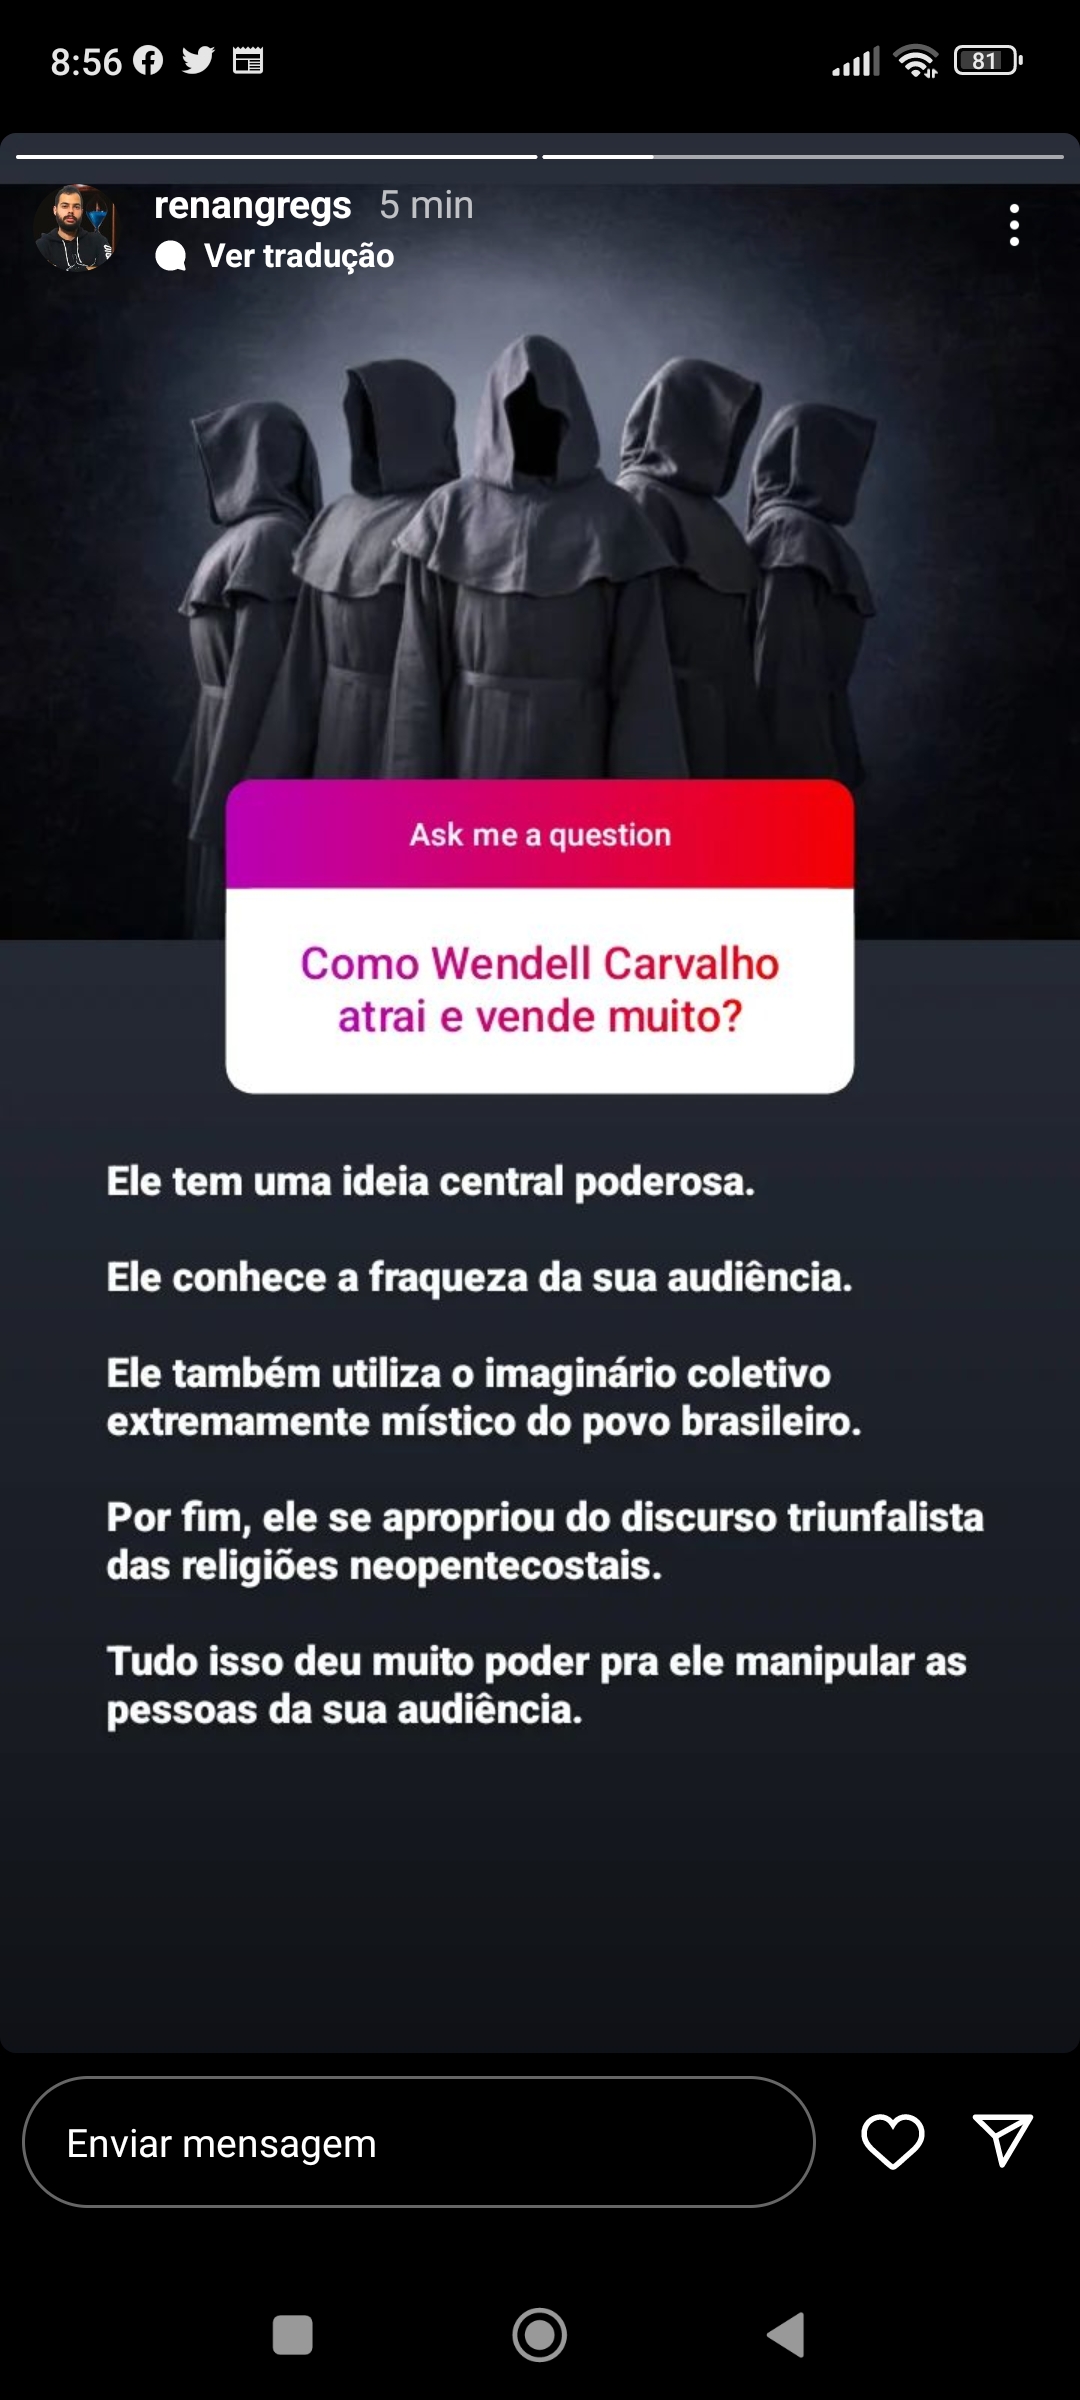 8:56
81
renangregs 5 min
Ver tradução
Ask me a question
Como Wendell Carvalho
atrai e vende muito?
Ele tem uma ideia central poderosa.
Ele conhece a fraqueza da sua audiência.
Ele também utiliza o imaginário coletivo
extremamente místico do povo brasileiro.
Por fim, ele se apropriou do discurso triunfalista
das religiões neopentecostais.
Tudo isso deu muito poder pra ele manipular as
pessoas da sua audiência.
Enviar mensagem